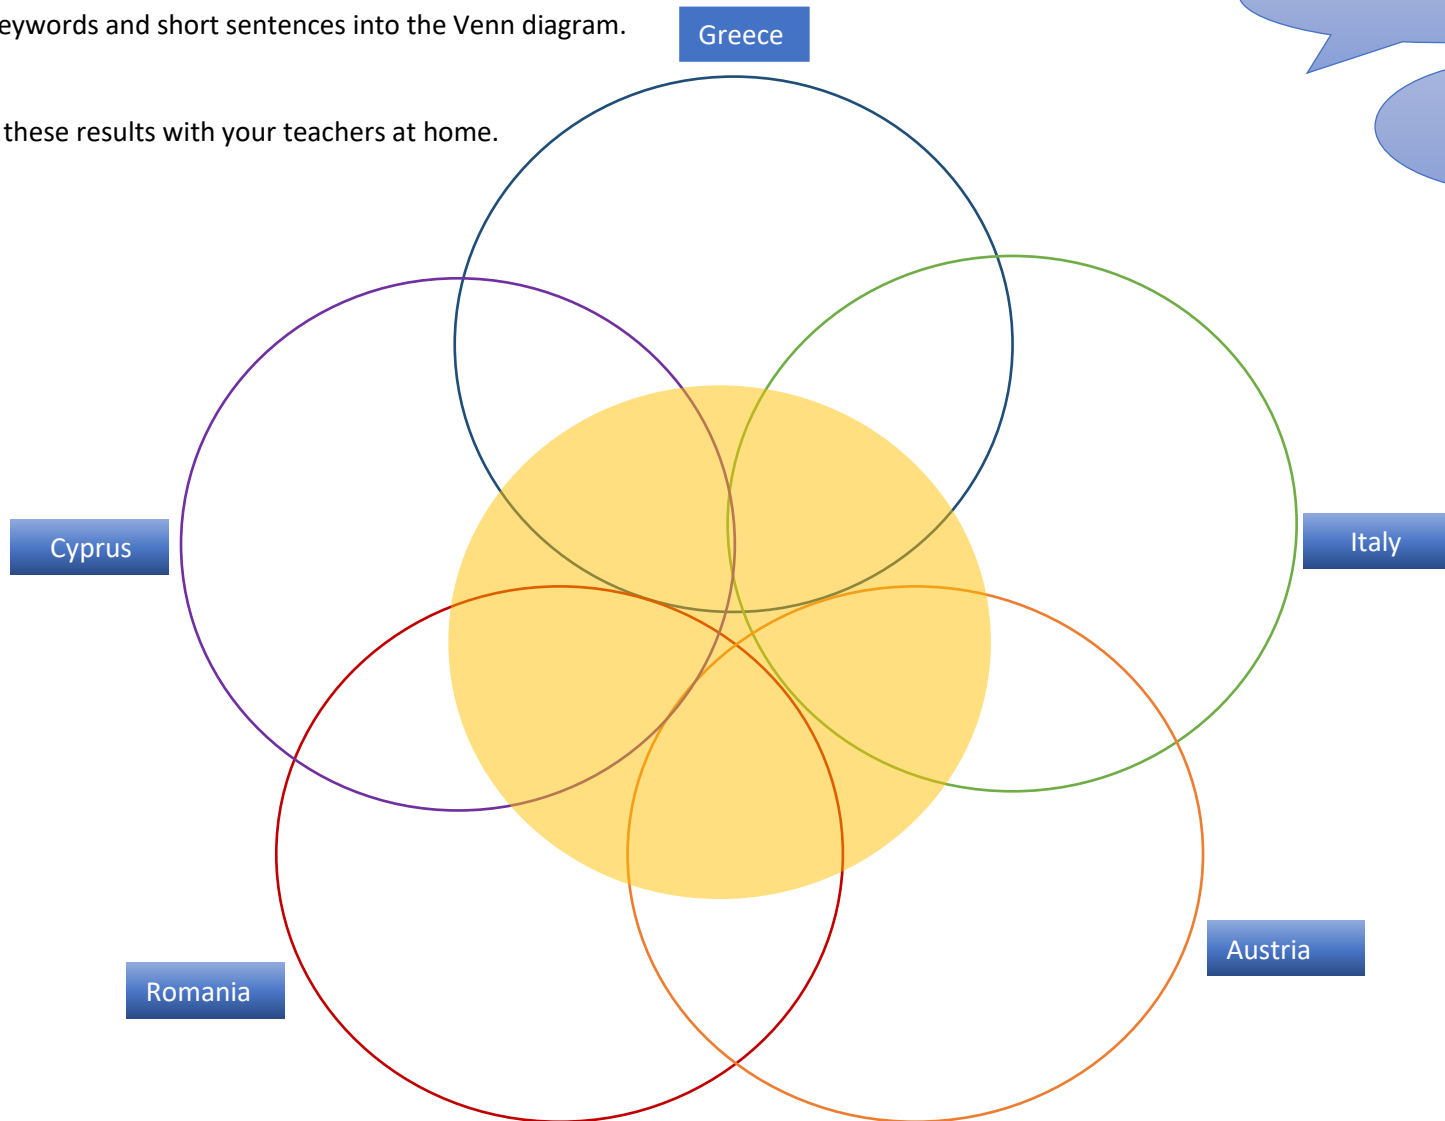 eywords and short sentences into the Venn diagram.
Greece
these results with your teachers at home.
Cyprus
Italy
Austria
Romania